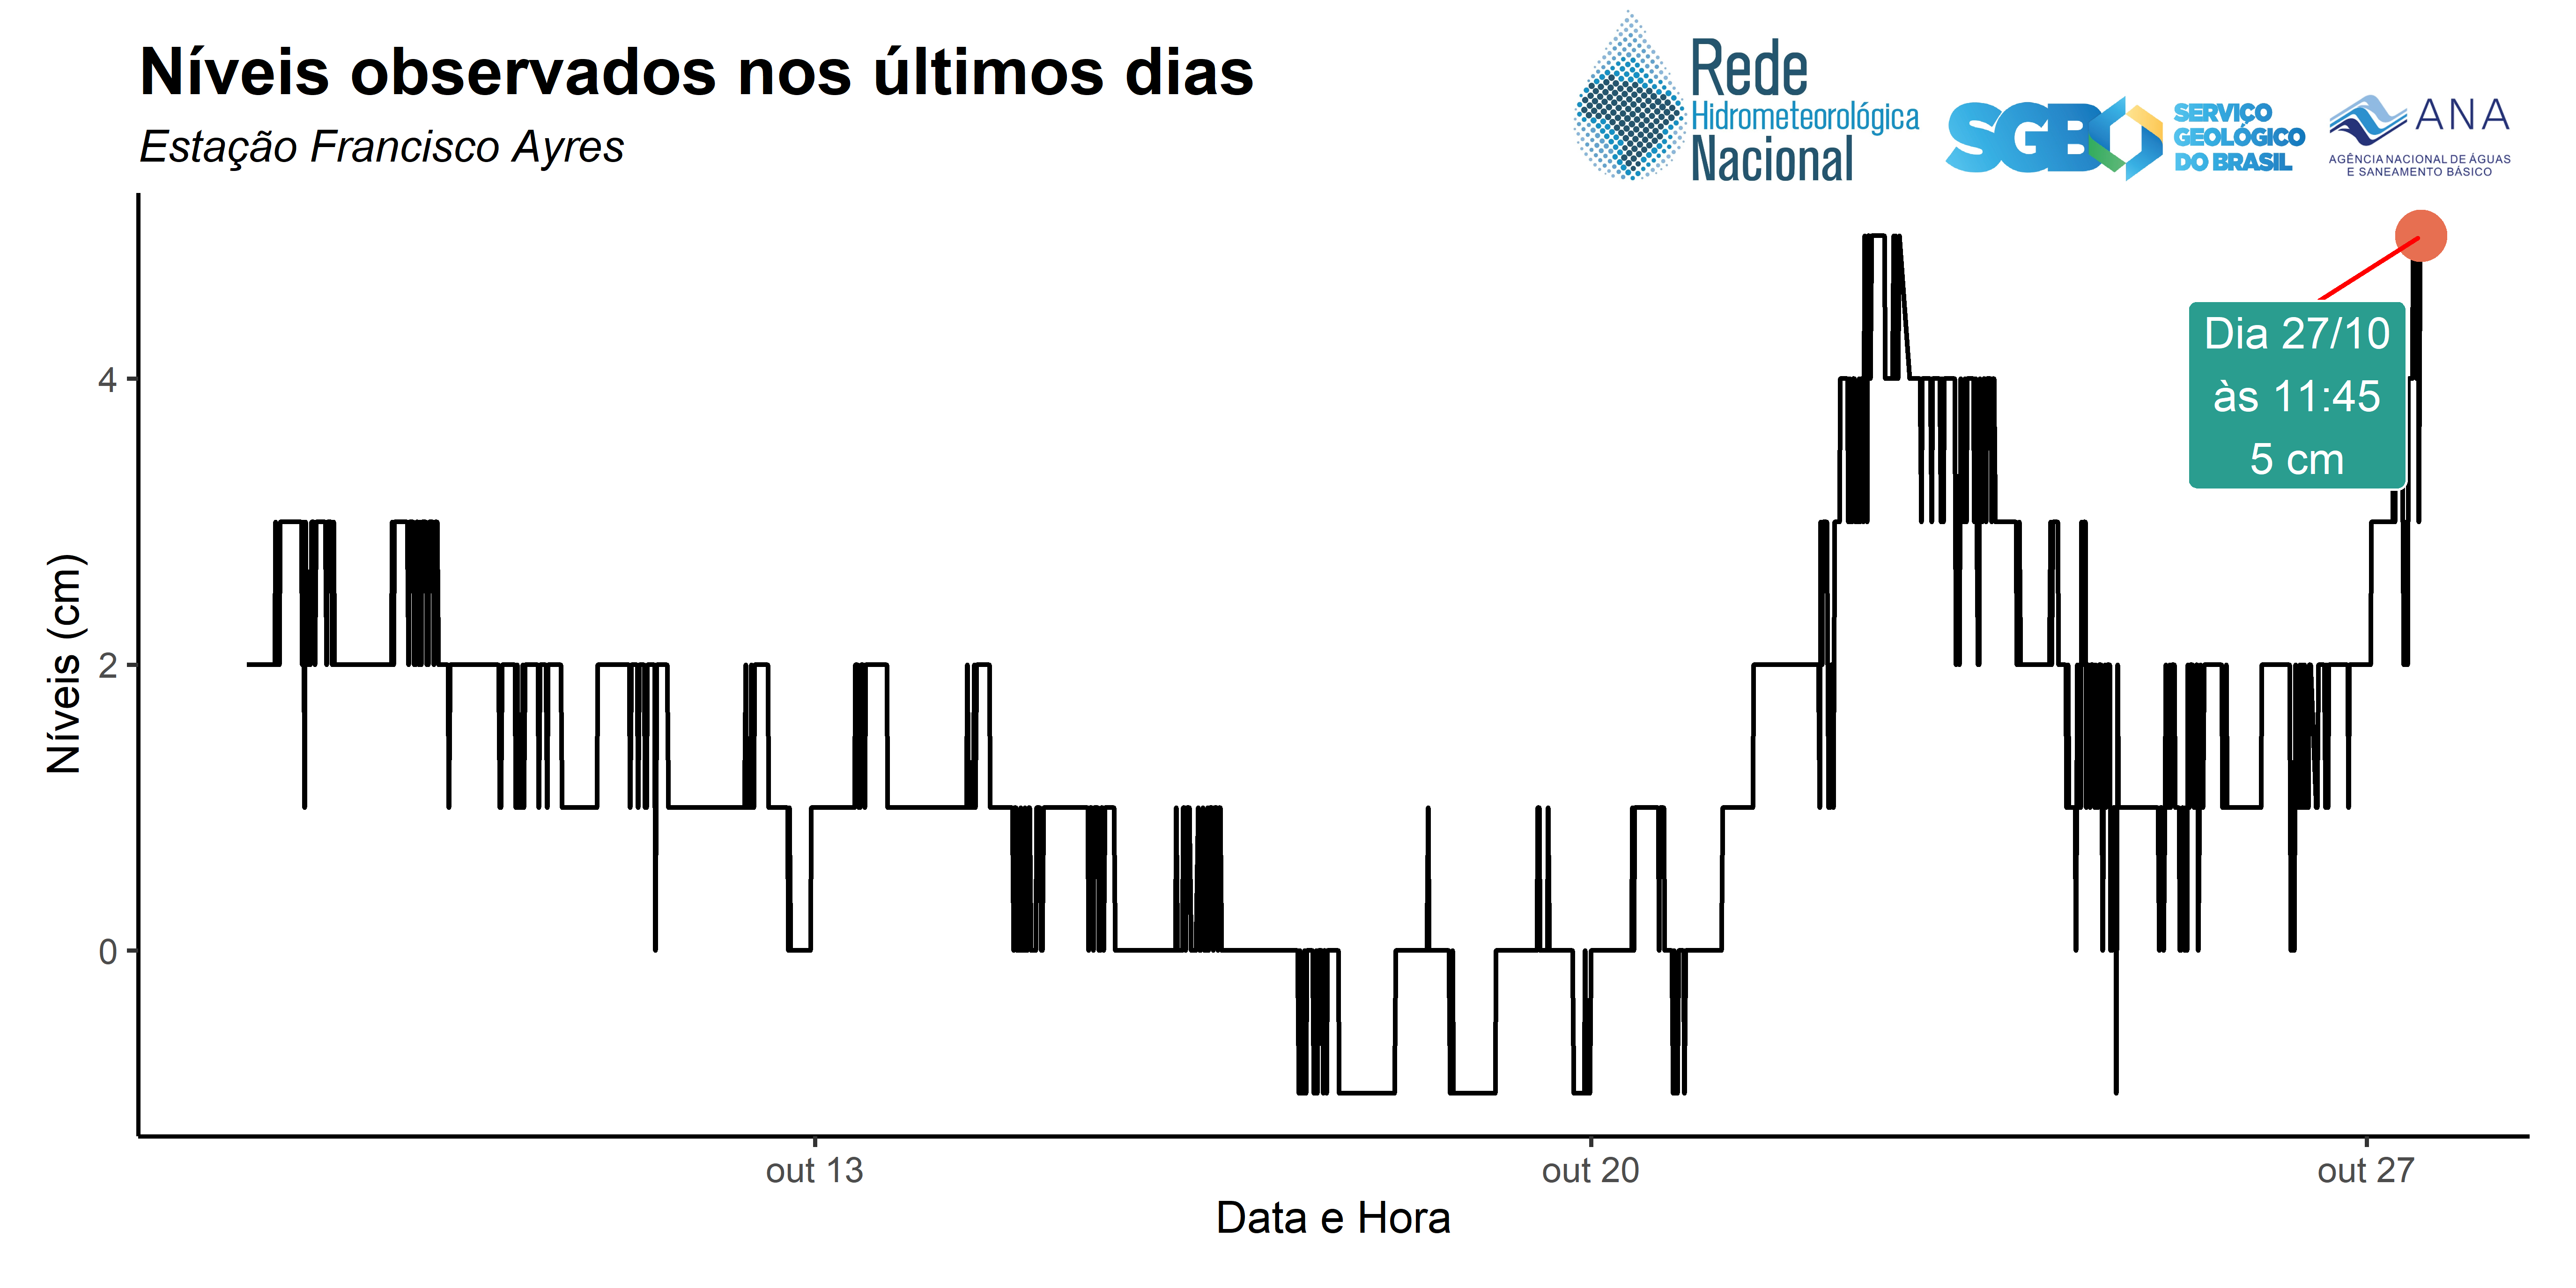 Níveis observados nos últimos dias
Estação Francisco Ayres
Rede
Hidrometeorológica
Nacional
SGB
SERVIÇO
GEOLÓGICO
DO BRASIL
ANA
AGÊNCIA NACIONAL DE ÁGUAS
E SANEAMENTO BÁSICO
Dia 27/10
às 11:45
5 cm
Níveis (cm)
4
2
0
out 13
out 20
out 27
Data e Hora